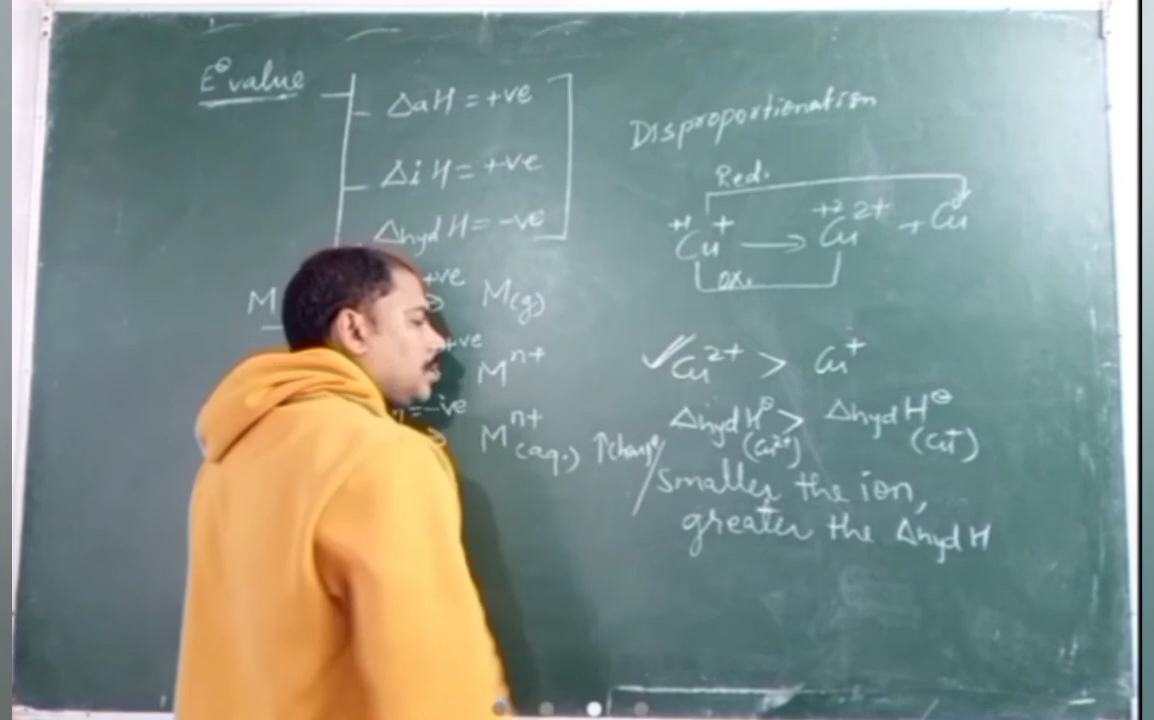 E⊖ value
ΔaH = +ve
ΔiH = +ve
ΔhydH = -ve
M
+ve
M(g)
+ve
Mⁿ⁺
=-ve
Mⁿ⁺(aq.)
Disproportionation
Red.
+1 +2
Cu⁺ → Cu²⁺ + Cu
ox.
✓Cu²⁺ > Cu⁺
ΔhydH⊖(Cu²⁺) > ΔhydH⊖(Cu⁺)
↑charge/smaller the ion,
greater the ΔhydH